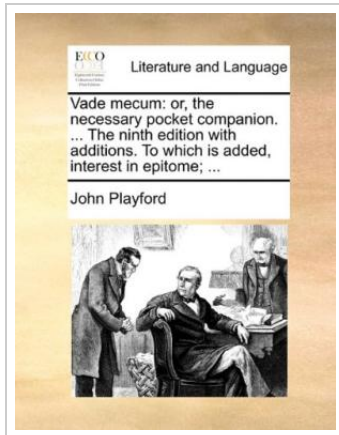 ECCO
Literature and Language
Vade mecum: or, the
necessary pocket companion.
... The ninth edition with
additions. To which is added,
interest in epitome; ...
John Playford